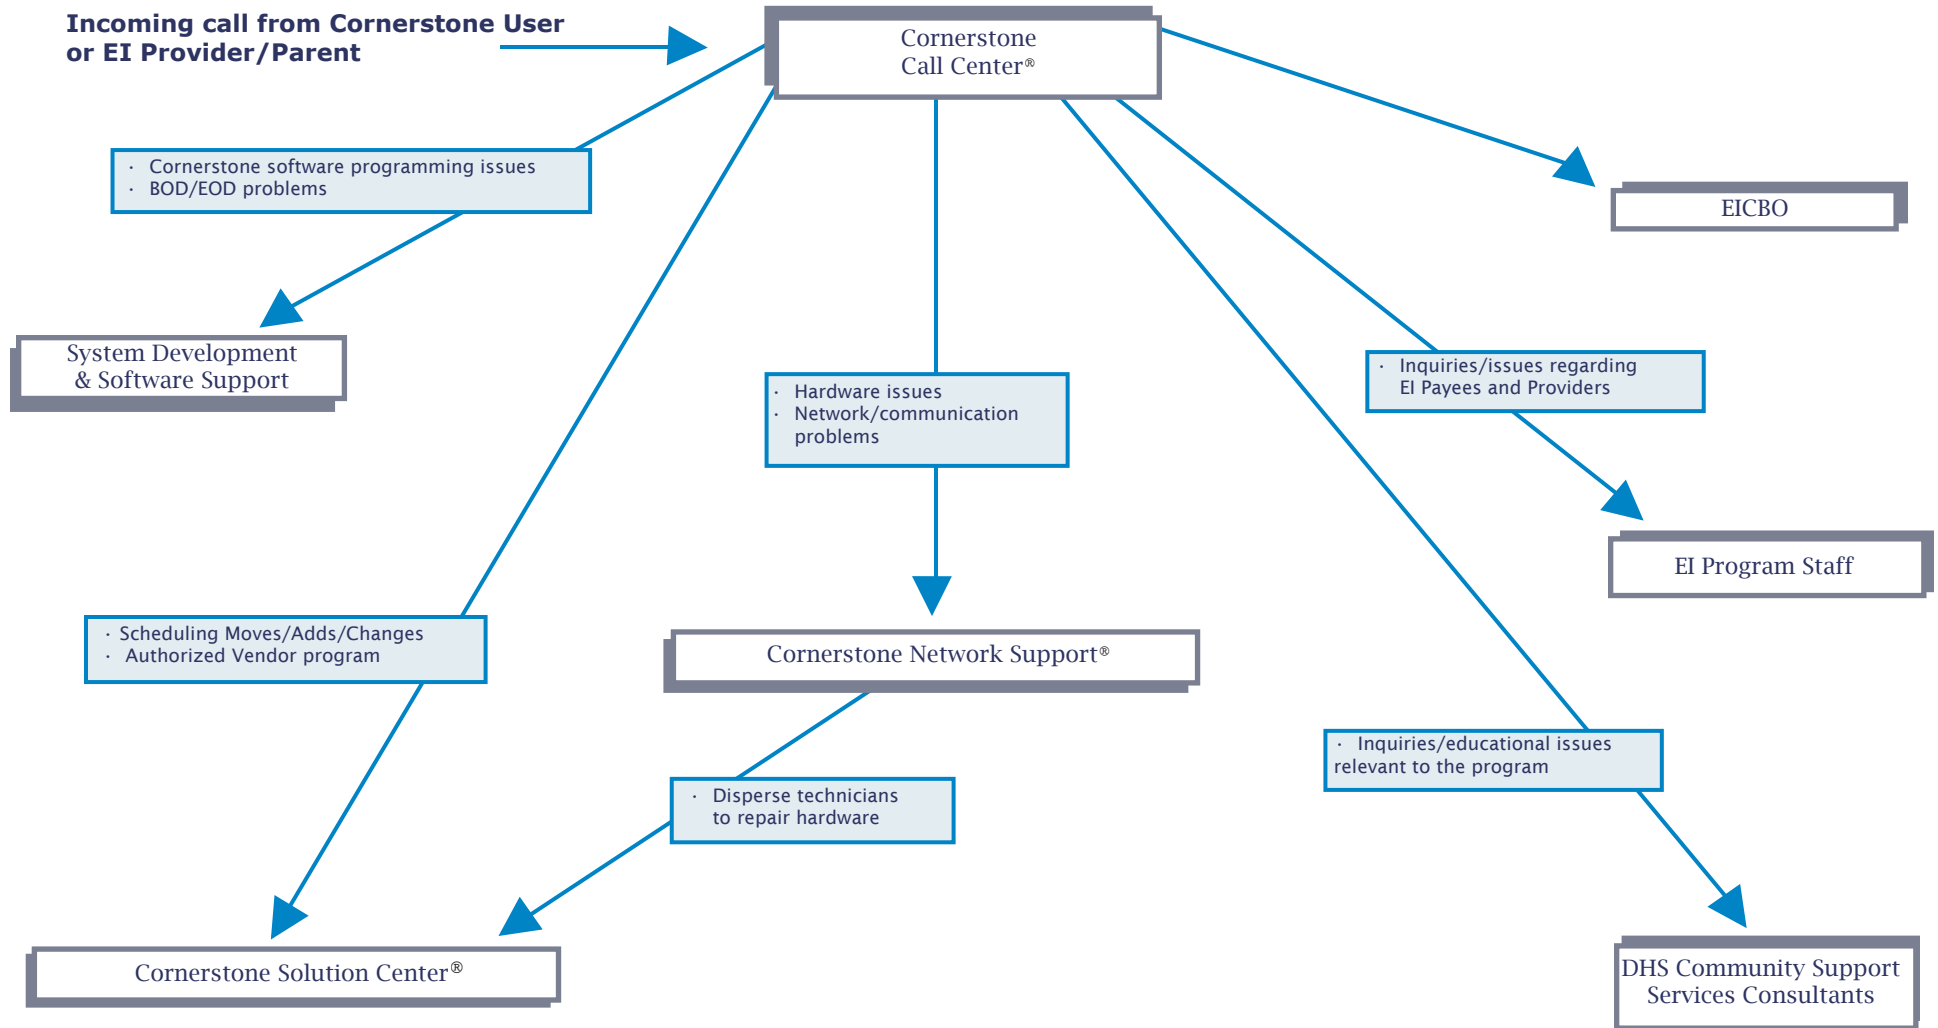 Incoming call from Cornerstone User
or EI Provider/Parent
Cornerstone
Call Center®
· Cornerstone software programming issues
· BOD/EOD problems
EICBO
System Development
& Software Support
· Hardware issues
· Network/communication
problems
· Inquiries/issues regarding
EI Payees and Providers
EI Program Staff
· Scheduling Moves/Adds/Changes
· Authorized Vendor program
Cornerstone Network Support®
· Inquiries/educational issues
relevant to the program
· Disperse technicians
to repair hardware
Cornerstone Solution Center®
DHS Community Support
Services Consultants